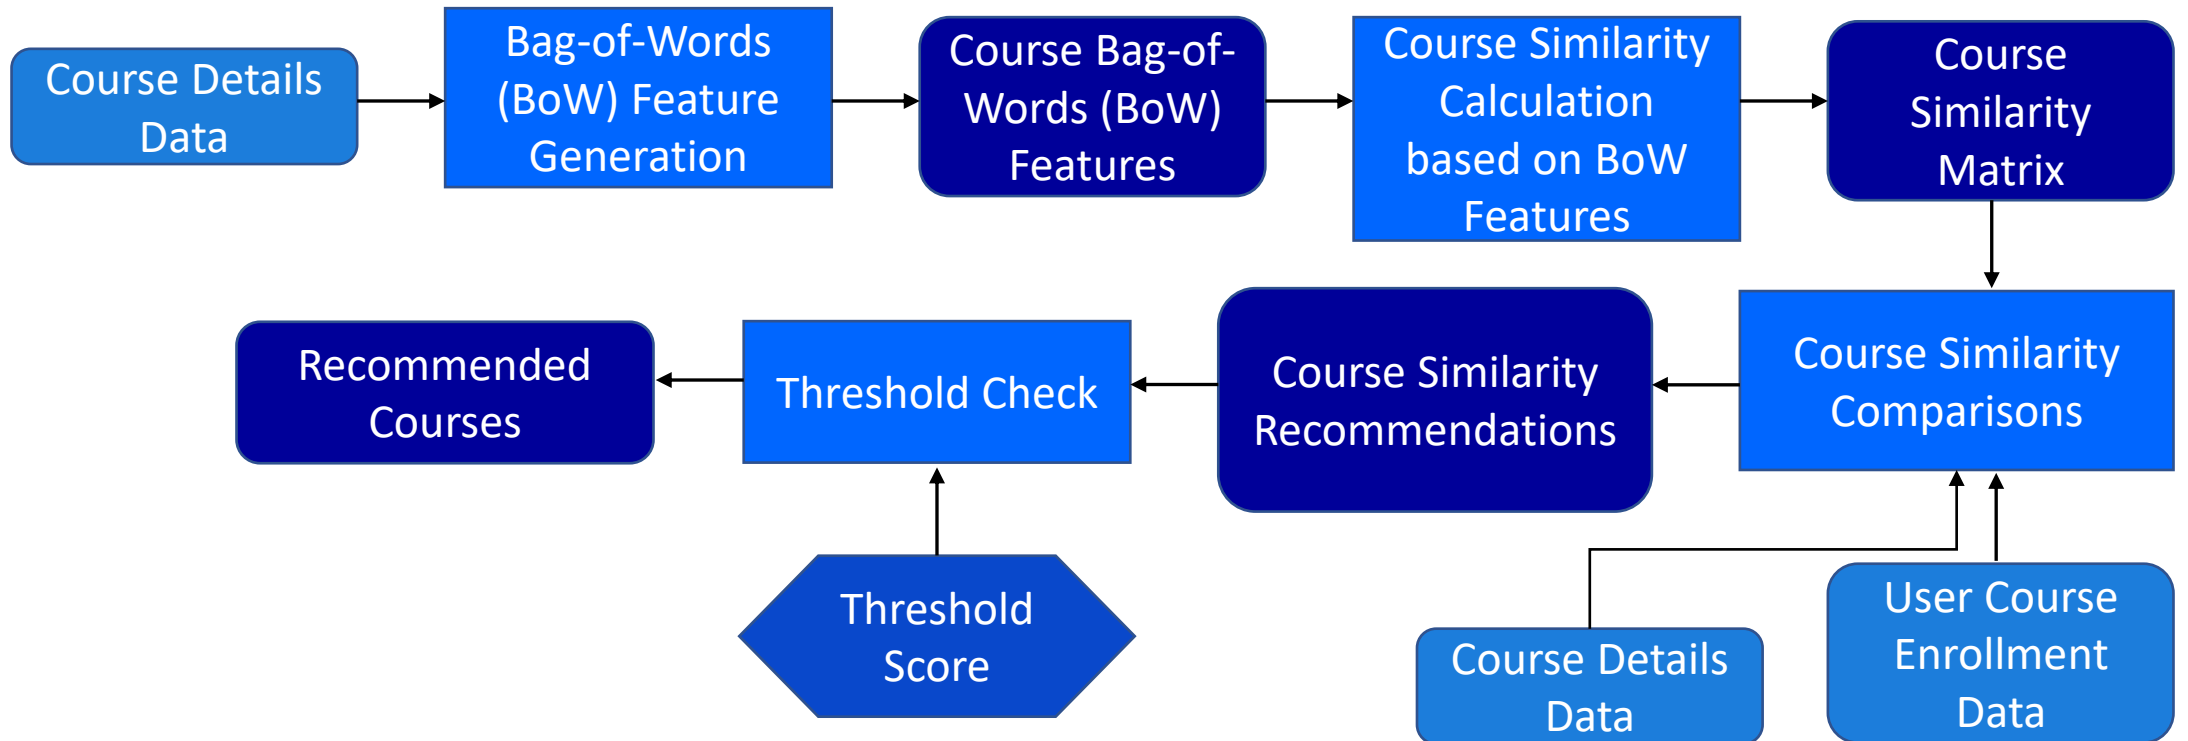 Course Details
Data
Bag-of-Words
(BoW) Feature
Generation
Course Bag-of-
Words (BoW)
Features
Course Similarity
Calculation
based on BoW
Features
Course
Similarity
Matrix
Recommended
Courses
Threshold Check
Course Similarity
Recommendations
Course Similarity
Comparisons
Threshold
Score
Course Details
Data
User Course
Enrollment
Data